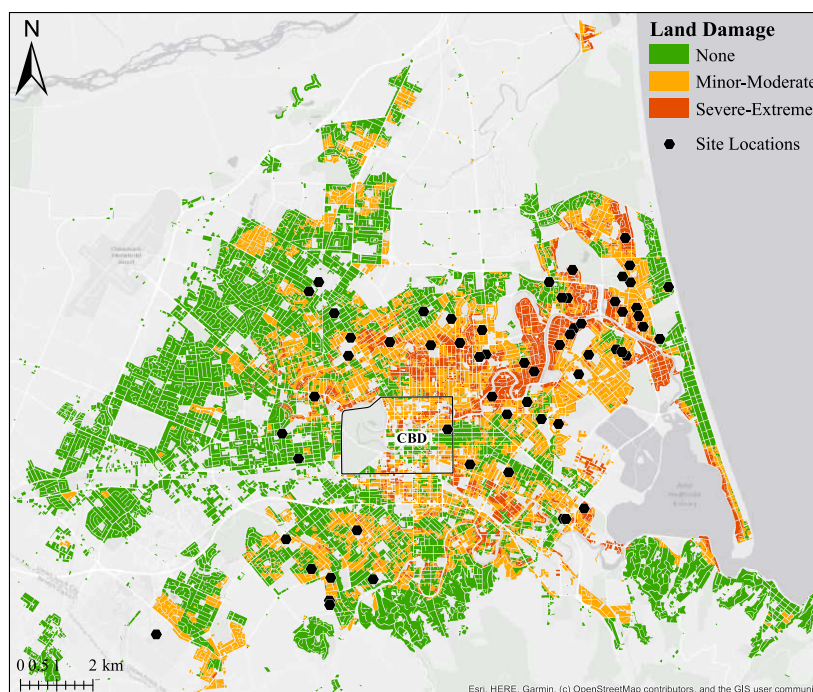 N
Land Damage
None
Minor-Moderate
Severe-Extreme
Site Locations
CBD
0 0.5 1 2 km
Esri, HERE, Garmin, (c) OpenStreetMap contributors, and the GIS user communi